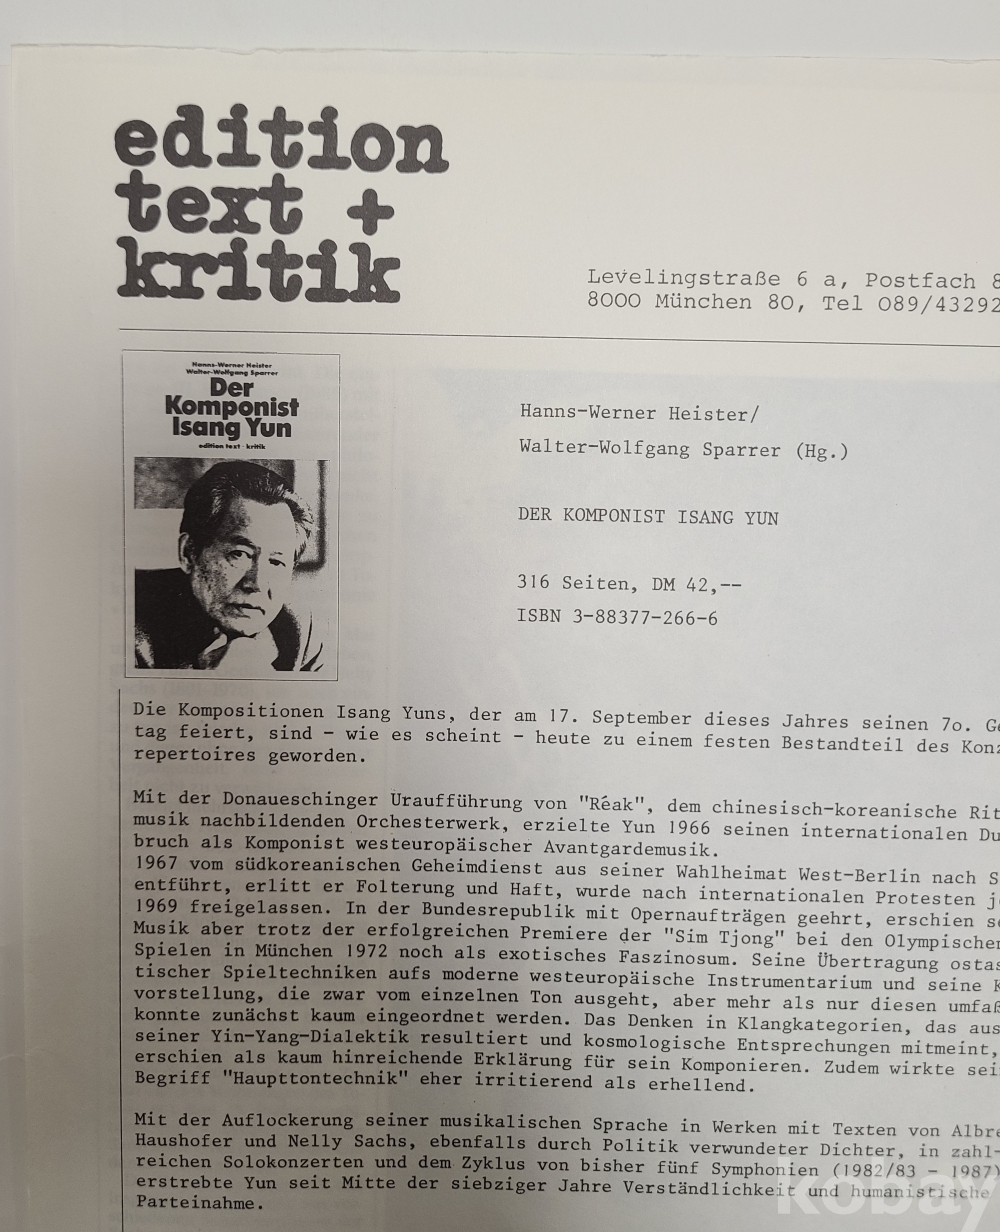 edition
text +
kritik
Levelingstraße 6 a, Postfach 8
8000 München 80, Tel 089/43292
Hanns-Werner Heister
Walter-Wolfgang Sparrer
Der
Komponist
Isang Yun
edition text + kritik
Hanns-Werner Heister/
Walter-Wolfgang Sparrer (Hg.)
DER KOMPONIST ISANG YUN
316 Seiten, DM 42,--
ISBN 3-88377-266-6
Die Kompositionen Isang Yuns, der am 17. September dieses Jahres seinen 7o. Ge
tag feiert, sind - wie es scheint - heute zu einem festen Bestandteil des Konz
repertoires geworden.
Mit der Donaueschinger Uraufführung von "Réak", dem chinesisch-koreanische Rit
musik nachbildenden Orchesterwerk, erzielte Yun 1966 seinen internationalen Du
bruch als Komponist westeuropäischer Avantgardemusik.
1967 vom südkoreanischen Geheimdienst aus seiner Wahlheimat West-Berlin nach S
entführt, erlitt er Folterung und Haft, wurde nach internationalen Protesten je
1969 freigelassen. In der Bundesrepublik mit Opernaufträgen geehrt, erschien se
Musik aber trotz der erfolgreichen Premiere der "Sim Tjong" bei den Olympischen
Spielen in München 1972 noch als exotisches Faszinosum. Seine Übertragung ostas
tischer Spieltechniken aufs moderne westeuropäische Instrumentarium und seine K
vorstellung, die zwar vom einzelnen Ton ausgeht, aber mehr als nur diesen umfaß
konnte zunächst kaum eingeordnet werden. Das Denken in Klangkategorien, das aus
seiner Yin-Yang-Dialektik resultiert und kosmologische Entsprechungen mitmeint,
erschien als kaum hinreichende Erklärung für sein Komponieren. Zudem wirkte sei
Begriff "Haupttontechnik" eher irritierend als erhellend.
Mit der Auflockerung seiner musikalischen Sprache in Werken mit Texten von Albre
Haushofer und Nelly Sachs, ebenfalls durch Politik verwundeter Dichter, in zahl-
reichen Solokonzerten und dem Zyklus von bisher fünf Symphonien (1982/83 - 1987)
erstrebte Yun seit Mitte der siebziger Jahre Verständlichkeit und humanistische
Parteinahme.
kobay